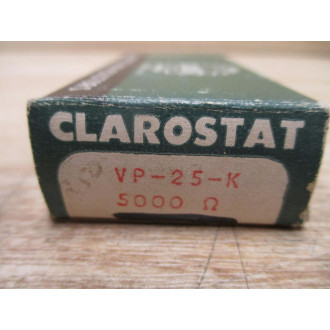 CLAROSTAT
VP-25-K
5000 Ω